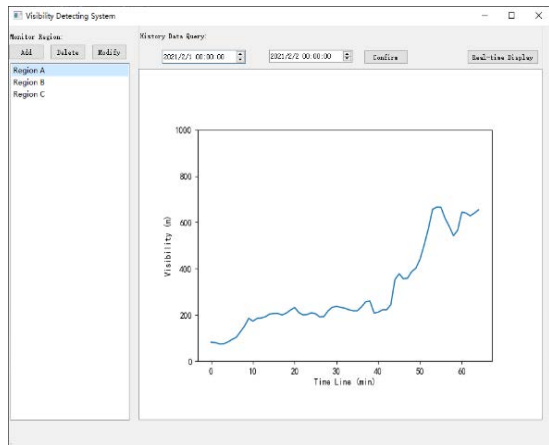 Visibility Detecting System
Monitor Region:
History Data Query:
Add Delete Modify
2021/2/1 00:00:00 2021/2/2 00:00:00 Confirm Real-time Display
Region A
Region B
Region C
1000
800
600
400
200
0
Visibility (m)
0 10 20 30 40 50 60
Time Line (min)